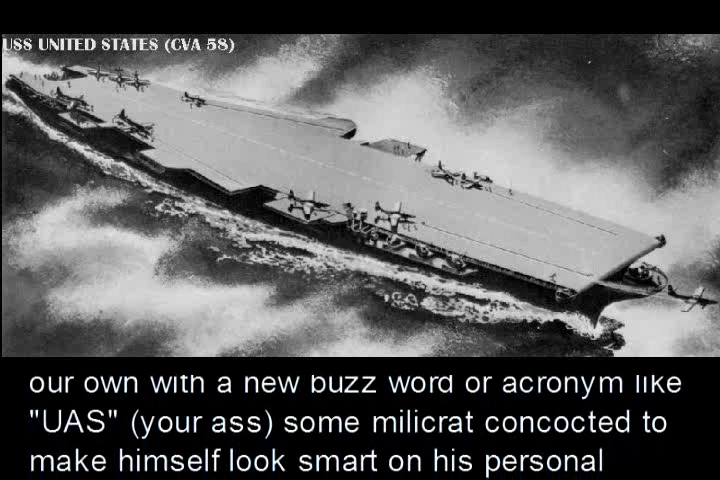 USS UNITED STATES (CVA 58)
our own with a new buzz word or acronym like
"UAS" (your ass) some milicrat concocted to
make himself look smart on his personal